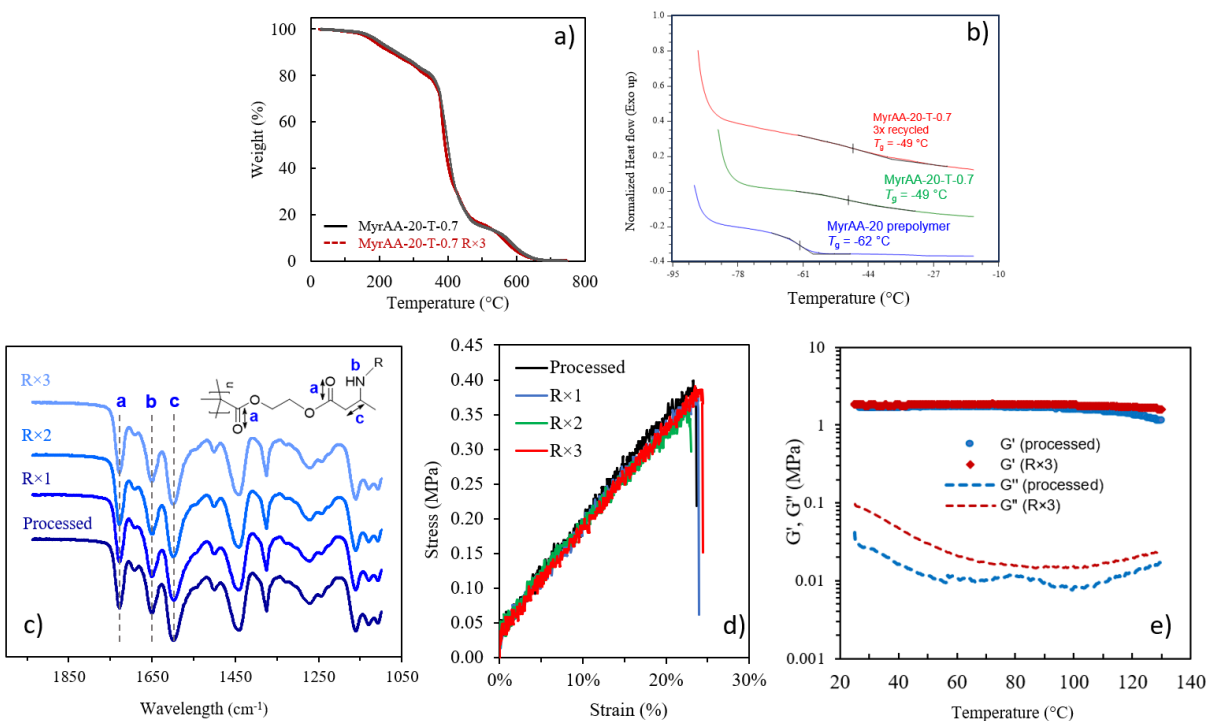 a)
100
80
60
40
20
0
Weight (%)
MyrAA-20-T-0.7
MyrAA-20-T-0.7 R×3
0
200
400
600
800
Temperature (°C)
b)
1.0
0.8
0.6
0.4
0.2
0.0
-0.2
-0.4
Normalized Heat flow (Exo up)
MyrAA-20-T-0.7
3x recycled
Tg = -49 °C
MyrAA-20-T-0.7
Tg = -49 °C
MyrAA-20 prepolymer
Tg = -62 °C
-95
-78
-61
-44
-27
-10
Temperature (°C)
R×3
R×2
R×1
Processed
a
b
c
n
O
a
O
O
a
O
b
HN
R
c
c)
1850
1650
1450
1250
1050
Wavelength (cm-1)
0.45
0.40
0.35
0.30
0.25
0.20
0.15
0.10
0.05
0.00
Stress (MPa)
Processed
R×1
R×2
R×3
d)
0%
10%
20%
30%
Strain (%)
10
1
0.1
0.01
0.001
G', G'' (MPa)
G' (processed)
G' (R×3)
G'' (processed)
G'' (R×3)
e)
20
40
60
80
100
120
140
Temperature (°C)